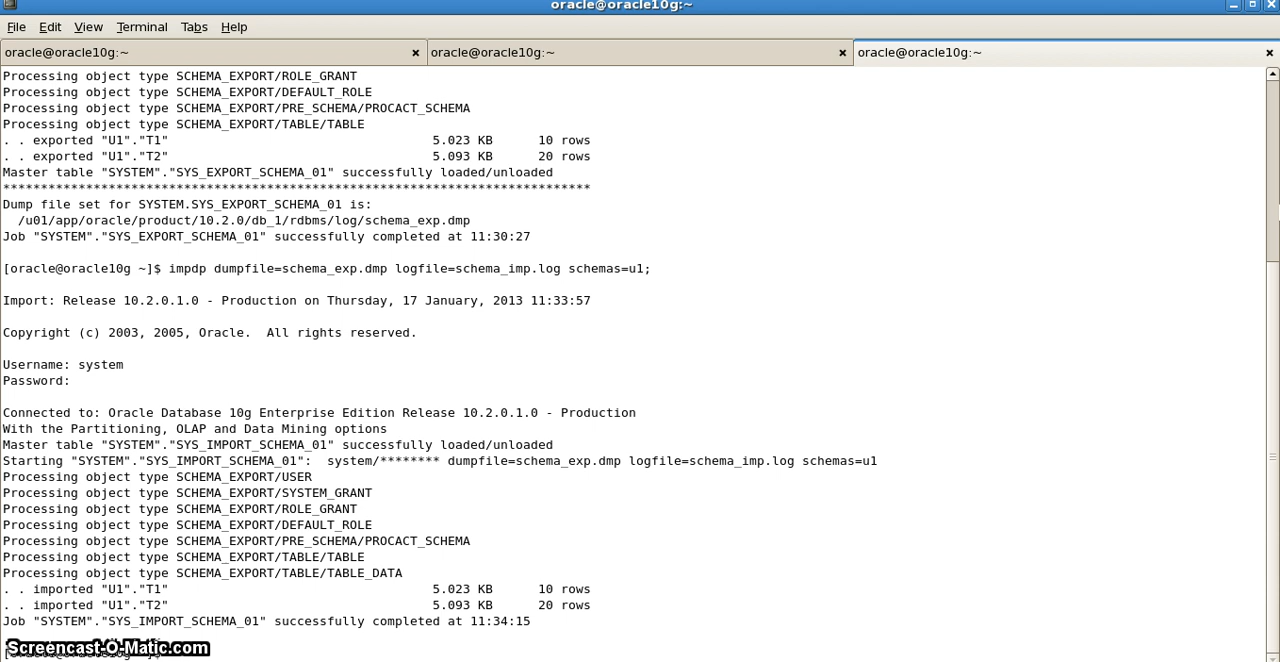 oracle@oracle10g:~
File Edit View Terminal Tabs Help
oracle@oracle10g:~ oracle@oracle10g:~ oracle@oracle10g:~
Processing object type SCHEMA_EXPORT/ROLE_GRANT
Processing object type SCHEMA_EXPORT/DEFAULT_ROLE
Processing object type SCHEMA_EXPORT/PRE_SCHEMA/PROCACT_SCHEMA
Processing object type SCHEMA_EXPORT/TABLE/TABLE
. . exported "U1"."T1" 5.023 KB 10 rows
. . exported "U1"."T2" 5.093 KB 20 rows
Master table "SYSTEM"."SYS_EXPORT_SCHEMA_01" successfully loaded/unloaded
******************************************************************************
Dump file set for SYSTEM.SYS_EXPORT_SCHEMA_01 is:
/u01/app/oracle/product/10.2.0/db_1/rdbms/log/schema_exp.dmp
Job "SYSTEM"."SYS_EXPORT_SCHEMA_01" successfully completed at 11:30:27
[oracle@oracle10g ~]$ impdp dumpfile=schema_exp.dmp logfile=schema_imp.log schemas=u1;
Import: Release 10.2.0.1.0 - Production on Thursday, 17 January, 2013 11:33:57
Copyright (c) 2003, 2005, Oracle.  All rights reserved.
Username: system
Password:
Connected to: Oracle Database 10g Enterprise Edition Release 10.2.0.1.0 - Production
With the Partitioning, OLAP and Data Mining options
Master table "SYSTEM"."SYS_IMPORT_SCHEMA_01" successfully loaded/unloaded
Starting "SYSTEM"."SYS_IMPORT_SCHEMA_01":  system/******** dumpfile=schema_exp.dmp logfile=schema_imp.log schemas=u1
Processing object type SCHEMA_EXPORT/USER
Processing object type SCHEMA_EXPORT/SYSTEM_GRANT
Processing object type SCHEMA_EXPORT/ROLE_GRANT
Processing object type SCHEMA_EXPORT/DEFAULT_ROLE
Processing object type SCHEMA_EXPORT/PRE_SCHEMA/PROCACT_SCHEMA
Processing object type SCHEMA_EXPORT/TABLE/TABLE
Processing object type SCHEMA_EXPORT/TABLE/TABLE_DATA
. . imported "U1"."T1" 5.023 KB 10 rows
. . imported "U1"."T2" 5.093 KB 20 rows
Job "SYSTEM"."SYS_IMPORT_SCHEMA_01" successfully completed at 11:34:15
Screencast-O-Matic.com